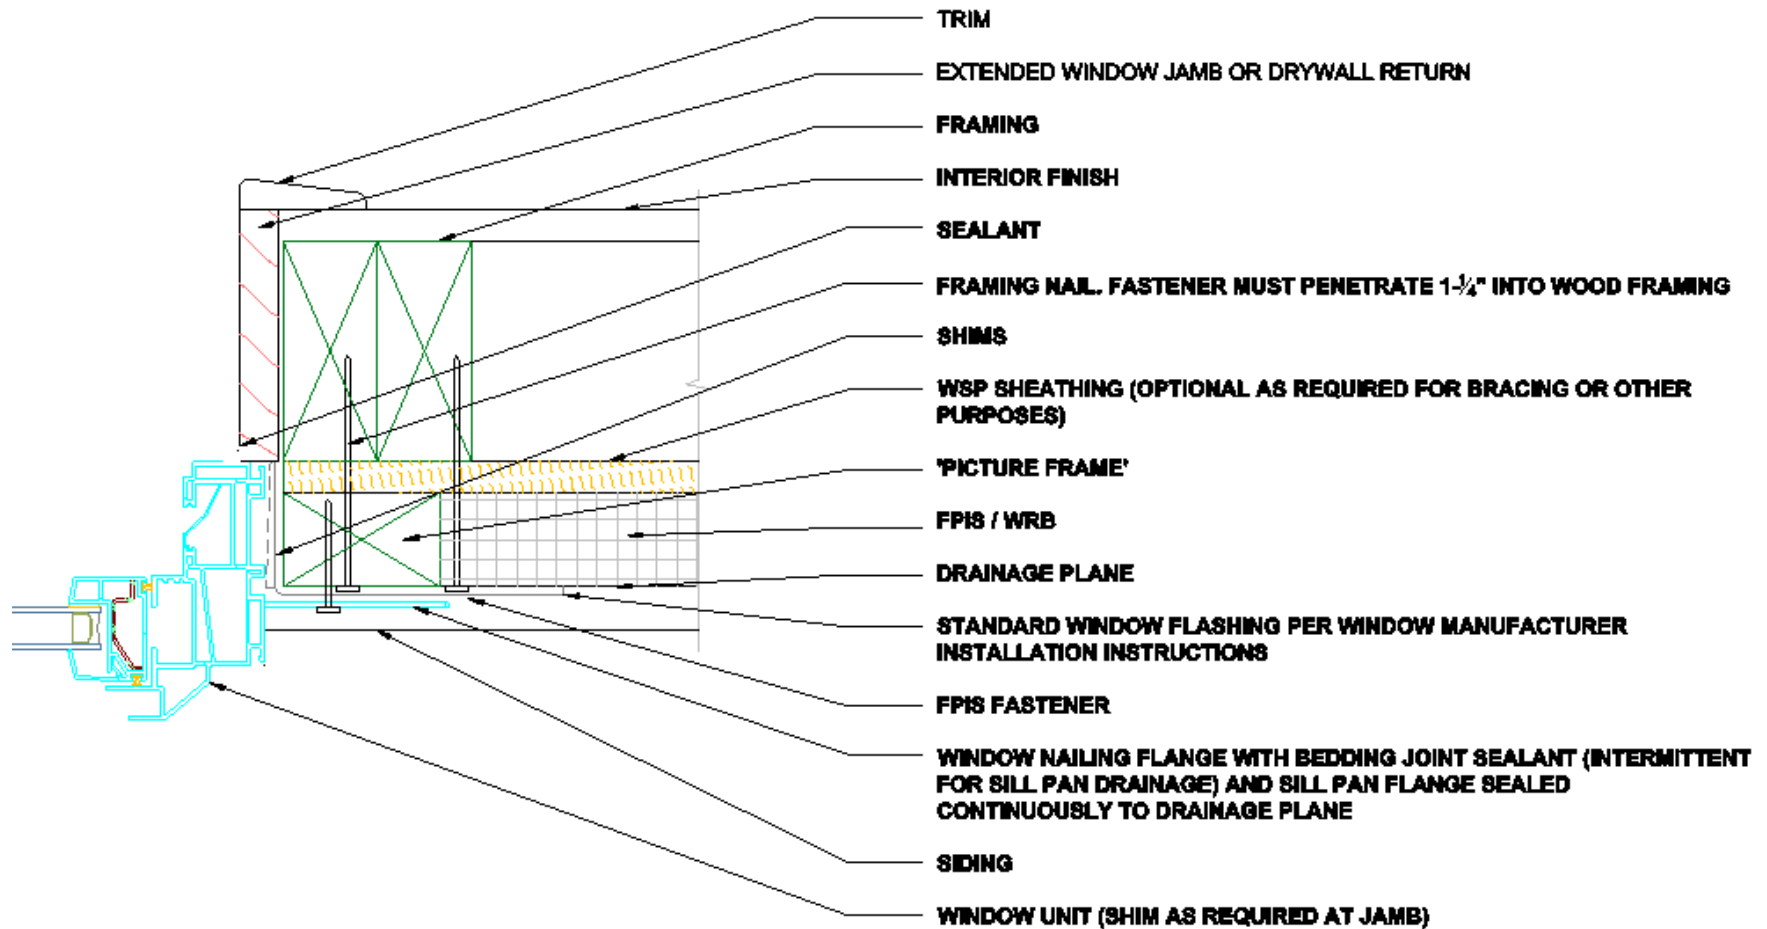 TRIM
EXTENDED WINDOW JAMB OR DRYWALL RETURN
FRAMING
INTERIOR FINISH
SEALANT
FRAMING NAIL. FASTENER MUST PENETRATE 1-¼" INTO WOOD FRAMING
SHIMS
WSP SHEATHING (OPTIONAL AS REQUIRED FOR BRACING OR OTHER
PURPOSES)
'PICTURE FRAME'
FPIS / WRB
DRAINAGE PLANE
STANDARD WINDOW FLASHING PER WINDOW MANUFACTURER
INSTALLATION INSTRUCTIONS
FPIS FASTENER
WINDOW NAILING FLANGE WITH BEDDING JOINT SEALANT (INTERMITTENT
FOR SILL PAN DRAINAGE) AND SILL PAN FLANGE SEALED
CONTINUOUSLY TO DRAINAGE PLANE
SIDING
WINDOW UNIT (SHIM AS REQUIRED AT JAMB)